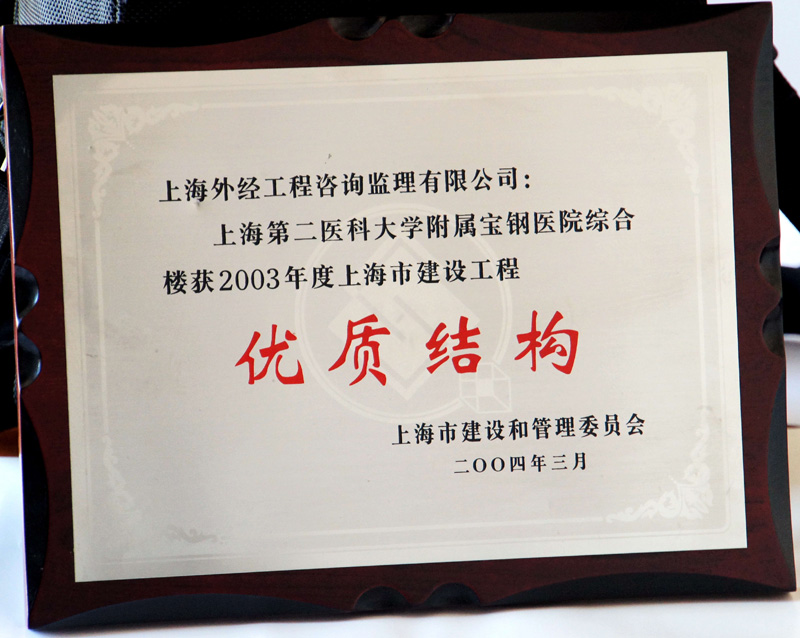 上海外经工程咨询监理有限公司：
上海第二医科大学附属宝钢医院综合
楼获2003年度上海市建设工程
优质结构
上海市建设和管理委员会
二〇〇四年三月